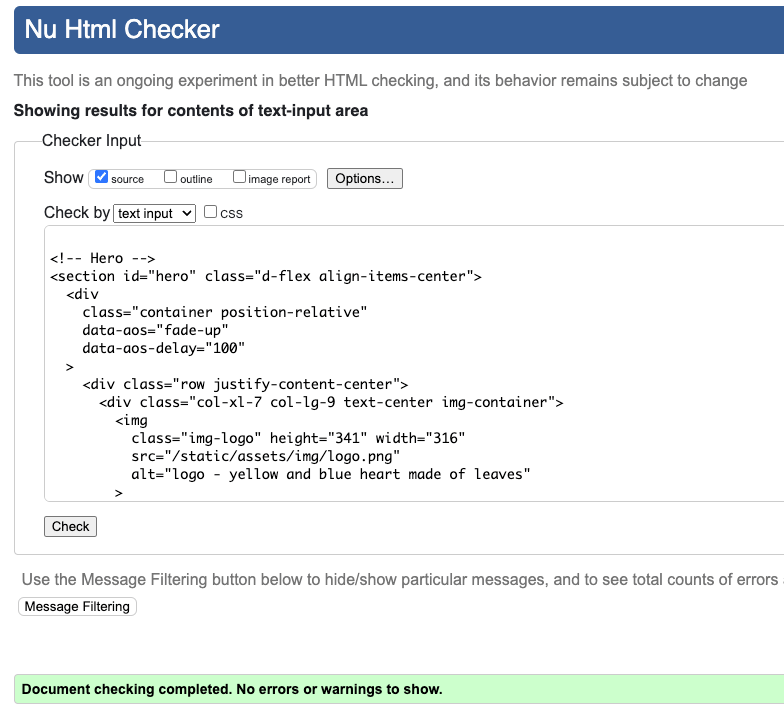 Nu Html Checker
This tool is an ongoing experiment in better HTML checking, and its behavior remains subject to change
Showing results for contents of text-input area
Checker Input
Show source outline image report Options…
Check by text input css
<!-- Hero -->
<section id="hero" class="d-flex align-items-center">
  <div
    class="container position-relative"
    data-aos="fade-up"
    data-aos-delay="100"
  >
    <div class="row justify-content-center">
      <div class="col-xl-7 col-lg-9 text-center img-container">
        <img
          class="img-logo" height="341" width="316"
          src="/static/assets/img/logo.png"
          alt="logo - yellow and blue heart made of leaves"
        >
Check
Use the Message Filtering button below to hide/show particular messages, and to see total counts of errors
Message Filtering
Document checking completed. No errors or warnings to show.